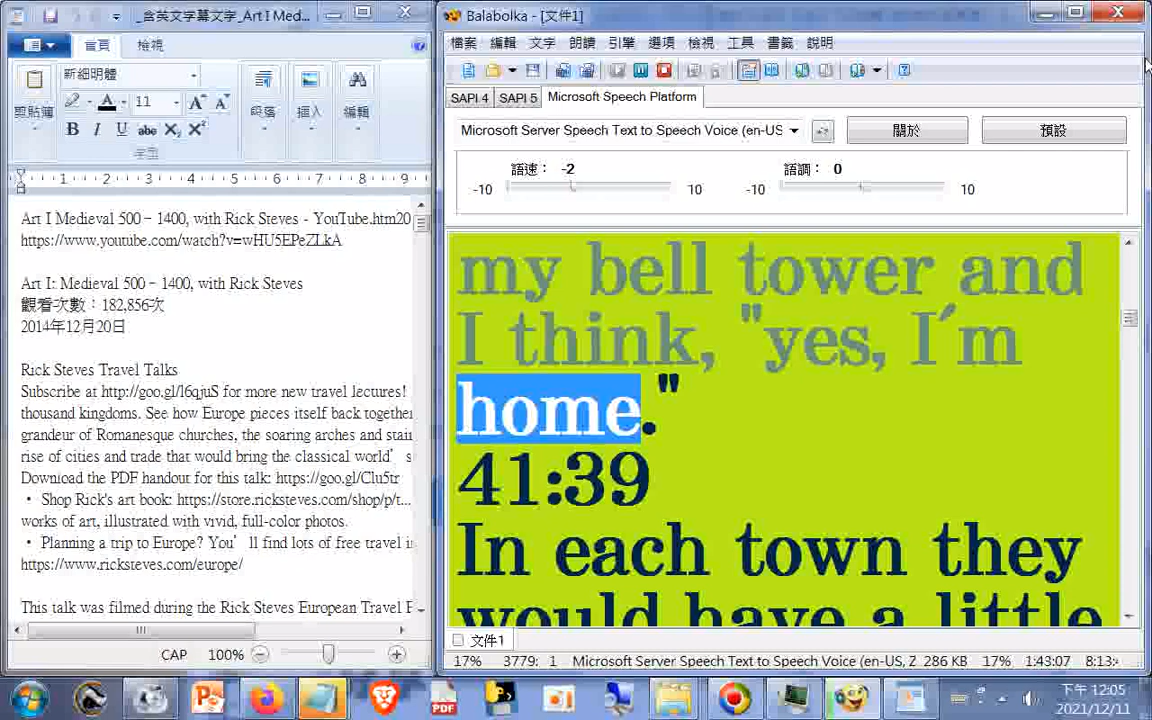 _含英文字幕文字_Art I Med...
首頁
檢視
新細明體
11
剪貼簿
段落
插入
編輯
字型
1 2 3 4 5 6 7 8 9
Art I Medieval 500 - 1400, with Rick Steves - YouTube.htm20
https://www.youtube.com/watch?v=wHU5EPeZLkA
Art I: Medieval 500 - 1400, with Rick Steves
觀看次數：182,856次
2014年12月20日
Rick Steves Travel Talks
Subscribe at http://goo.gl/l6qjuS for more new travel lectures!
thousand kingdoms. See how Europe pieces itself back together
grandeur of Romanesque churches, the soaring arches and stai
rise of cities and trade that would bring the classical world's
Download the PDF handout for this talk: https://goo.gl/Clu5tr
• Shop Rick's art book: https://store.ricksteves.com/shop/p/t...
works of art, illustrated with vivid, full-color photos.
• Planning a trip to Europe? You'll find lots of free travel i
https://www.ricksteves.com/europe/
This talk was filmed during the Rick Steves European Travel F
CAP 100%
Balabolka - [文件1]
檔案 編輯 文字 朗讀 引擎 選項 檢視 工具 書籤 說明
SAPI 4 SAPI 5 Microsoft Speech Platform
Microsoft Server Speech Text to Speech Voice (en-US
關於
預設
語速： -2
語調： 0
-10 10 -10 10
my bell tower and
I think, "yes, I´m
home."
41:39
In each town they
would have a little
文件1
17% 3779: 1 Microsoft Server Speech Text to Speech Voice (en-US, Z 286 KB 17% 1:43:07 8:13
PDF
下午 12:05
2021/12/11